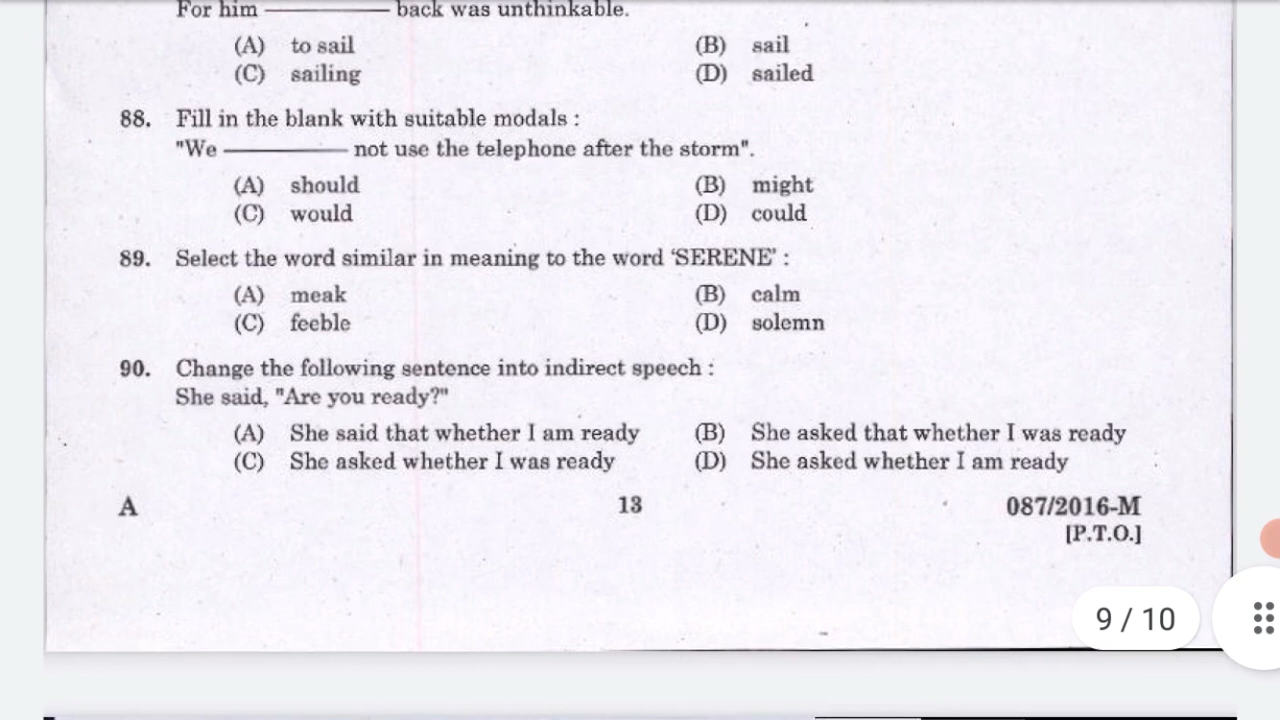 For him ———— back was unthinkable.
(A) to sail (B) sail
(C) sailing (D) sailed
88. Fill in the blank with suitable modals :
"We ———— not use the telephone after the storm".
(A) should (B) might
(C) would (D) could
89. Select the word similar in meaning to the word ‘SERENE’ :
(A) meak (B) calm
(C) feeble (D) solemn
90. Change the following sentence into indirect speech :
She said, "Are you ready?"
(A) She said that whether I am ready (B) She asked that whether I was ready
(C) She asked whether I was ready (D) She asked whether I am ready
A 13 087/2016-M
[P.T.O.]
9 / 10